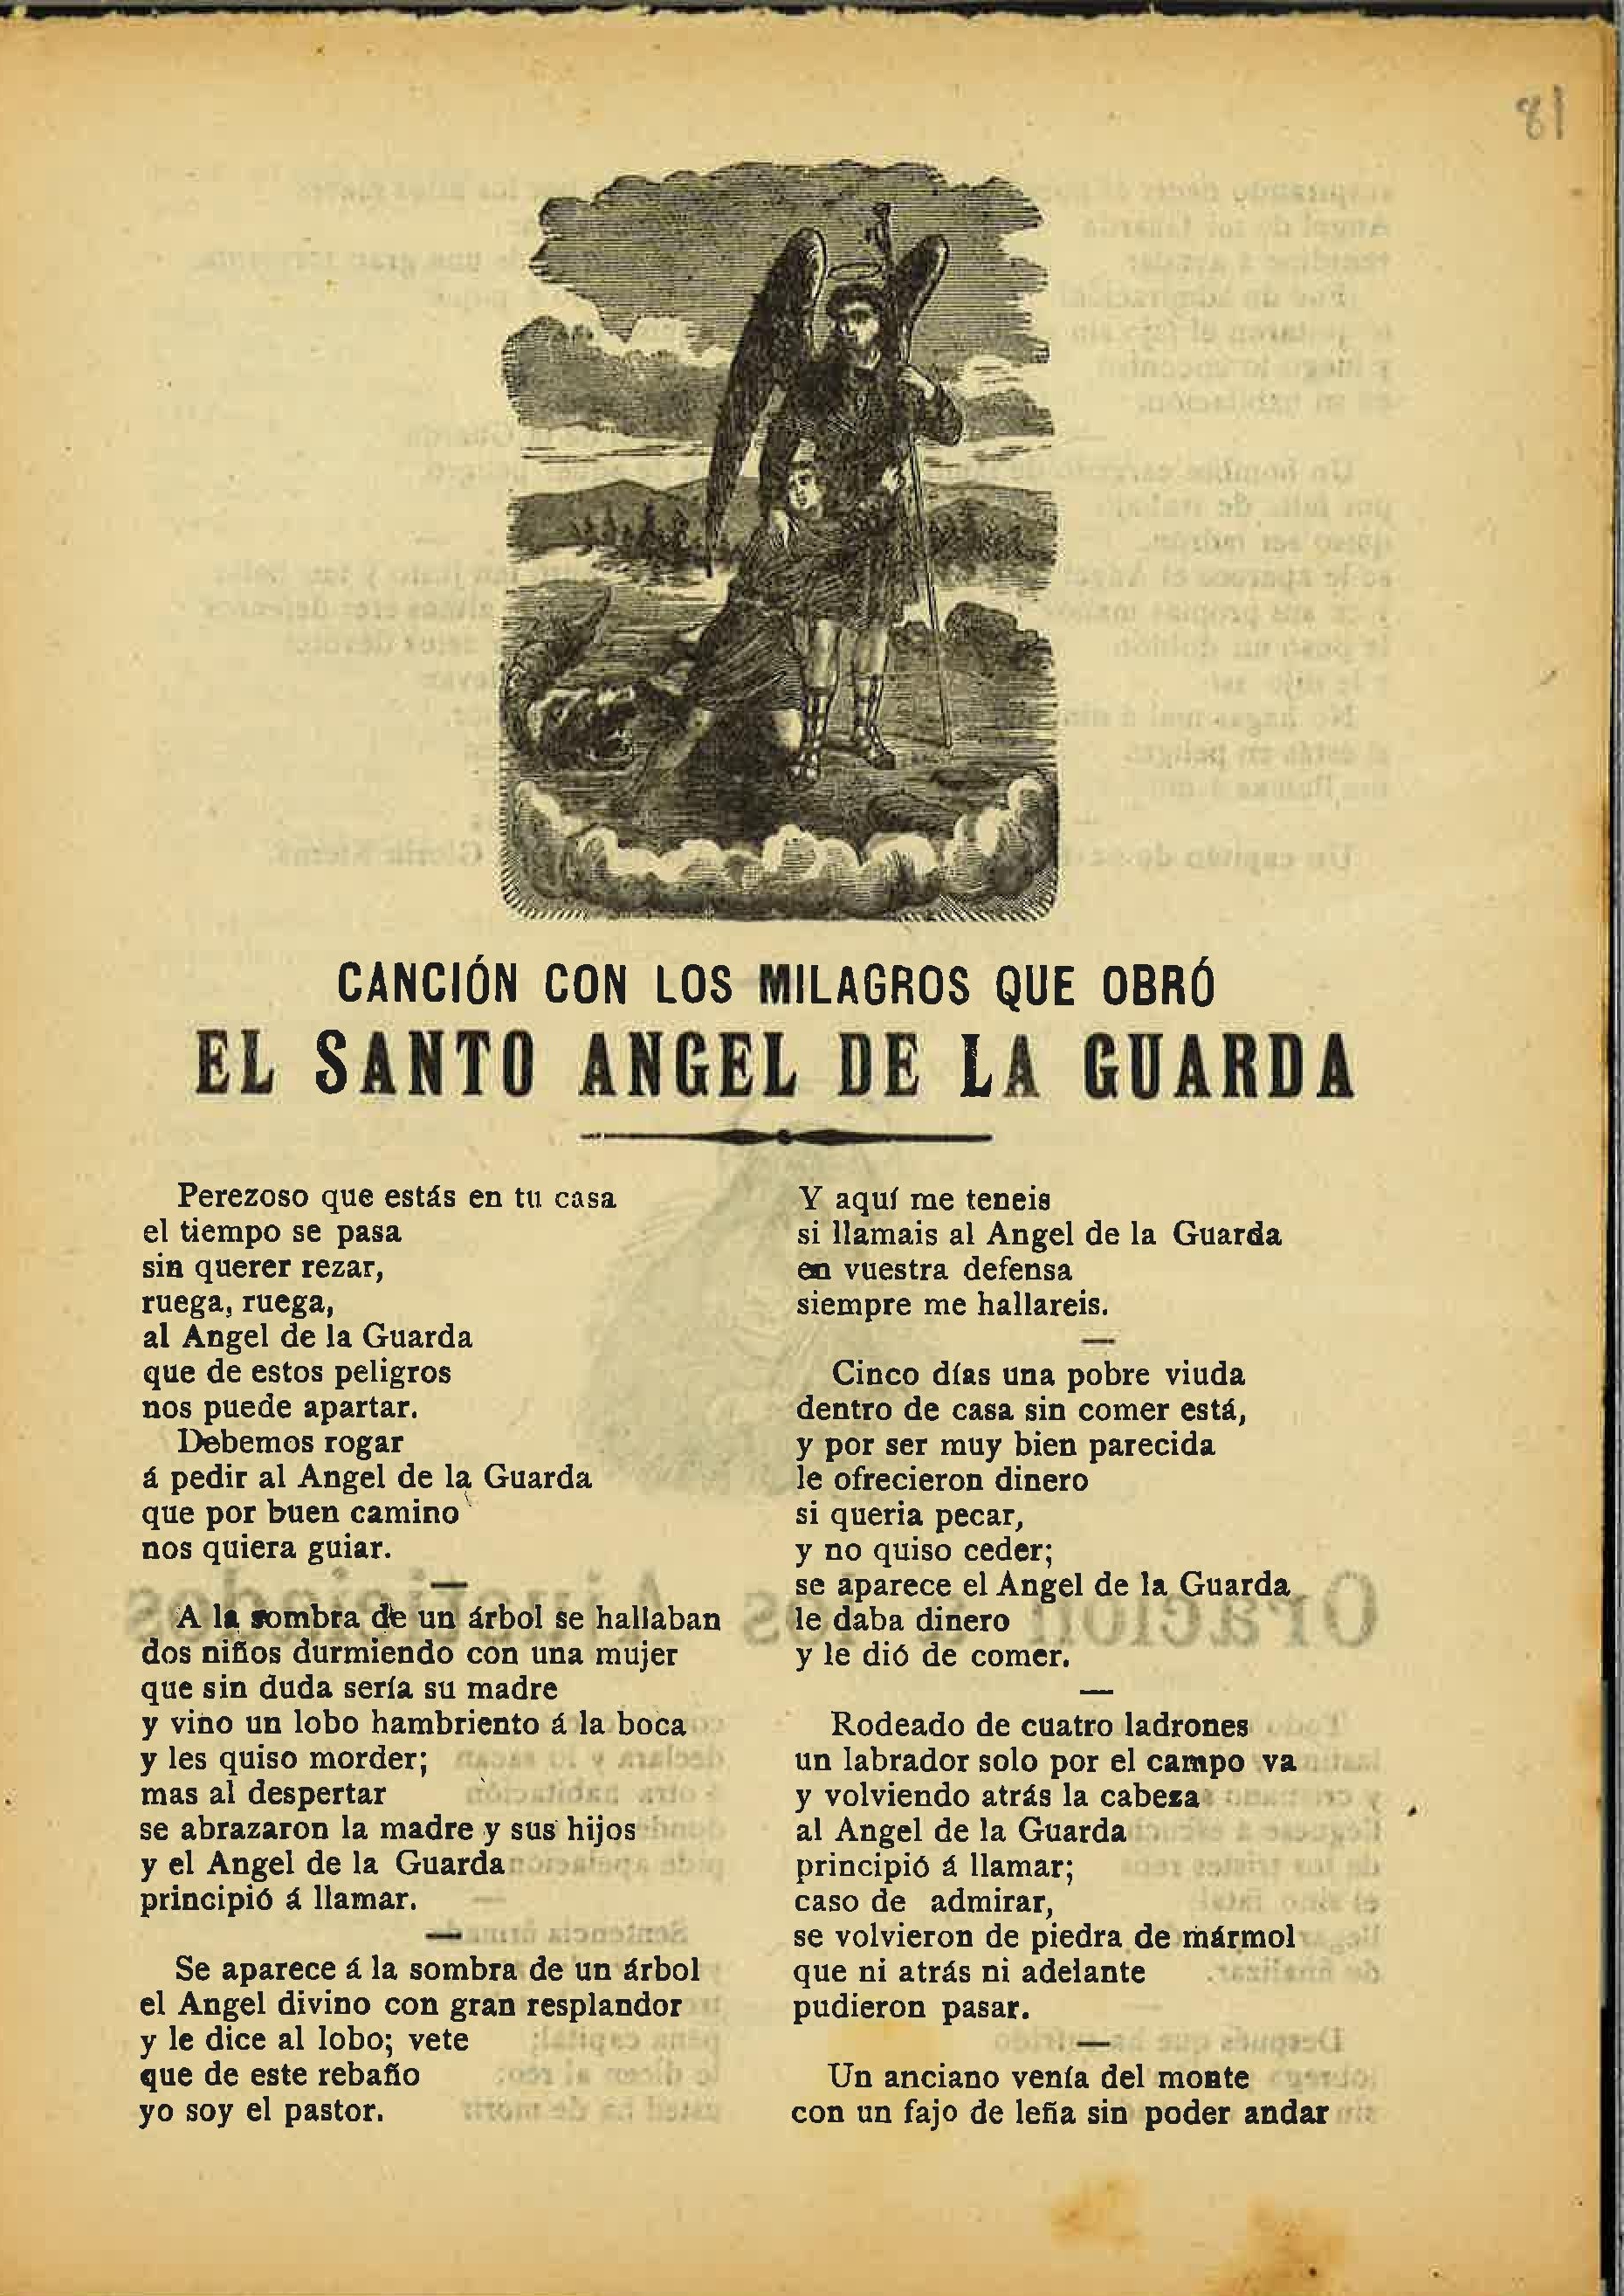 81
CANCIÓN CON LOS MILAGROS QUE OBRÓ
EL SANTO ANGEL DE LA GUARDA
Perezoso que estás en tu casa
el tiempo se pasa
sin querer rezar,
ruega, ruega,
al Angel de la Guarda
que de estos peligros
nos puede apartar.
Debemos rogar
á pedir al Angel de la Guarda
que por buen camino
nos quiera guiar.
—
A la sombra de un árbol se hallaban
dos niños durmiendo con una mujer
que sin duda sería su madre
y vino un lobo hambriento á la boca
y les quiso morder;
mas al despertar
se abrazaron la madre y sus hijos
y el Angel de la Guarda
principió á llamar.
—
Se aparece á la sombra de un árbol
el Angel divino con gran resplandor
y le dice al lobo; vete
que de este rebaño
yo soy el pastor.
Y aquí me teneis
si llamais al Angel de la Guarda
en vuestra defensa
siempre me hallareis.
—
Cinco días una pobre viuda
dentro de casa sin comer está,
y por ser muy bien parecida
le ofrecieron dinero
si queria pecar,
y no quiso ceder;
se aparece el Angel de la Guarda
le daba dinero
y le dió de comer.
—
Rodeado de cuatro ladrones
un labrador solo por el campo va
y volviendo atrás la cabeza
al Angel de la Guarda
principió á llamar;
caso de admirar,
se volvieron de piedra de mármol
que ni atrás ni adelante
pudieron pasar.
—
Un anciano venía del monte
con un fajo de leña sin poder andar